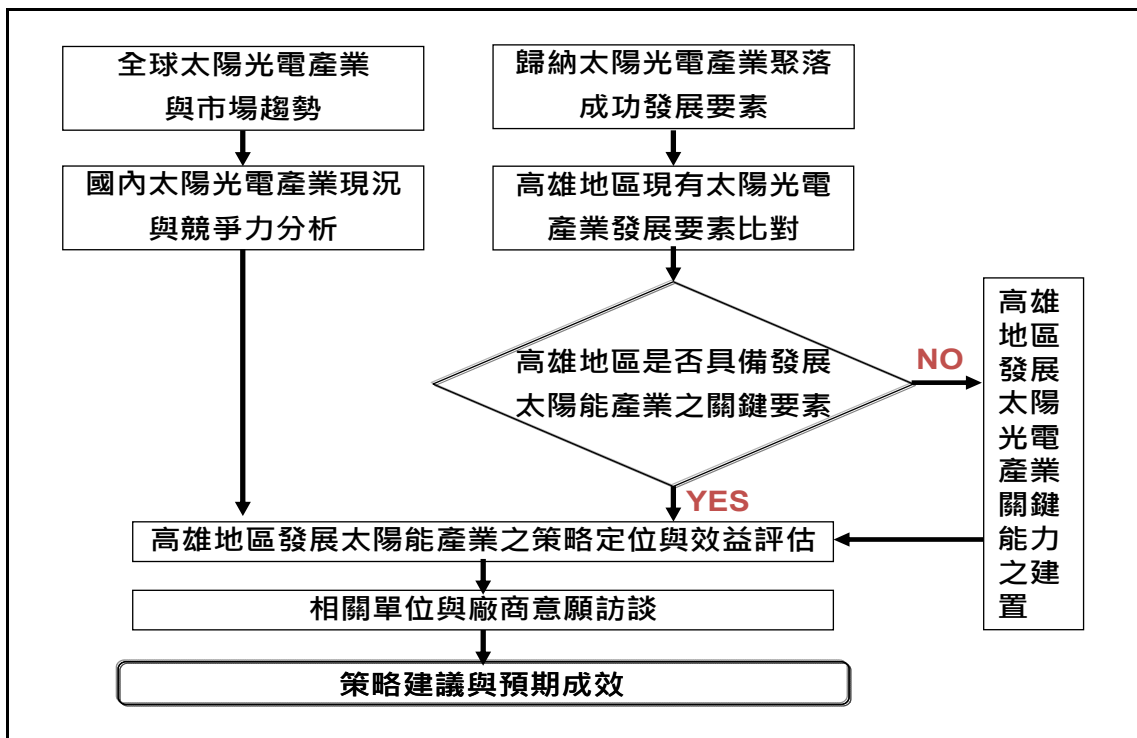 全球太陽光電產業
與市場趨勢
國內太陽光電產業現況
與競爭力分析
歸納太陽光電產業聚落
成功發展要素
高雄地區現有太陽光電
產業發展要素比對
高雄地區是否具備發展
太陽能產業之關鍵要素
NO
YES
高雄
地區
發展
太陽
光電
產業
關鍵
能力
之建
置
高雄地區發展太陽能產業之策略定位與效益評估
相關單位與廠商意願訪談
策略建議與預期成效